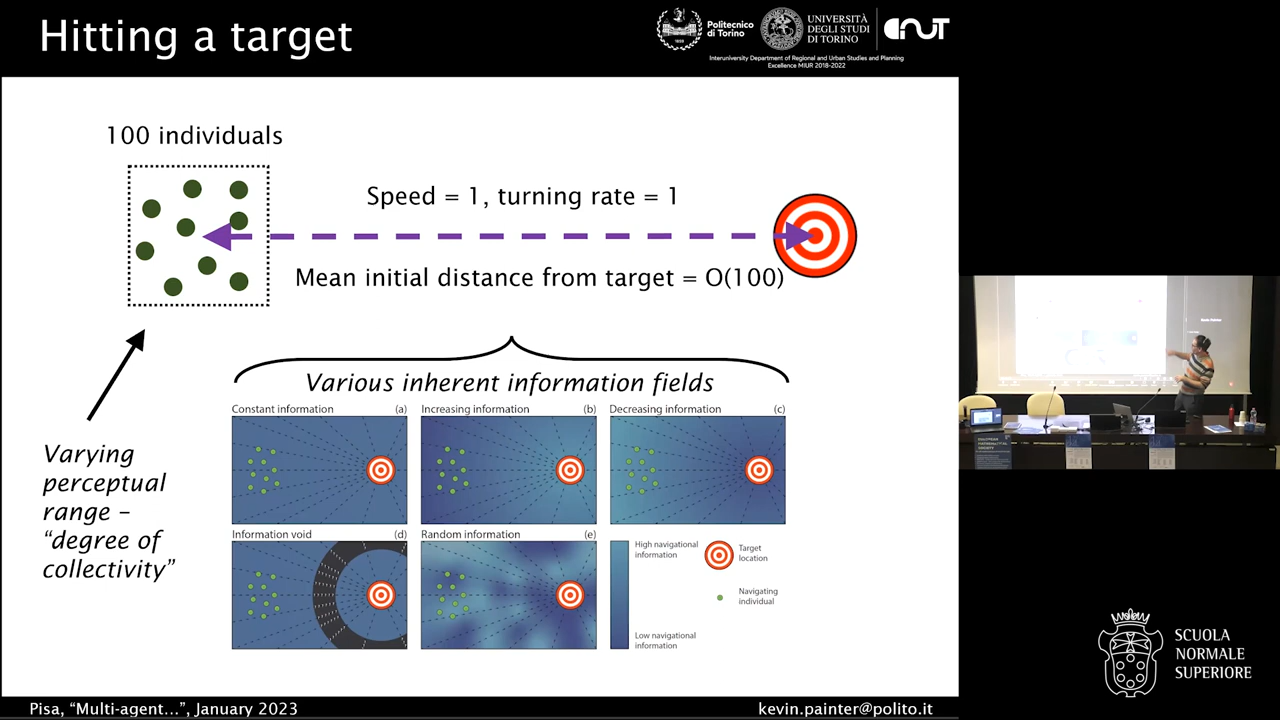 Hitting a target
Politecnico
di Torino
UNIVERSITÀ
DEGLI STUDI
DI TORINO
Interuniversity Department of Regional and Urban Studies and Planning
Excellence MIUR 2018-2022
100 individuals
Speed = 1, turning rate = 1
Mean initial distance from target = O(100)
Various inherent information fields
Varying
perceptual
range –
“degree of
collectivity”
Constant information (a)
Increasing information (b)
Decreasing information (c)
Information void (d)
Random information (e)
High navigational
information
Low navigational
information
Target
location
Navigating
individual
SCUOLA
NORMALE
SUPERIORE
Pisa, “Multi-agent…”, January 2023
kevin.painter@polito.it